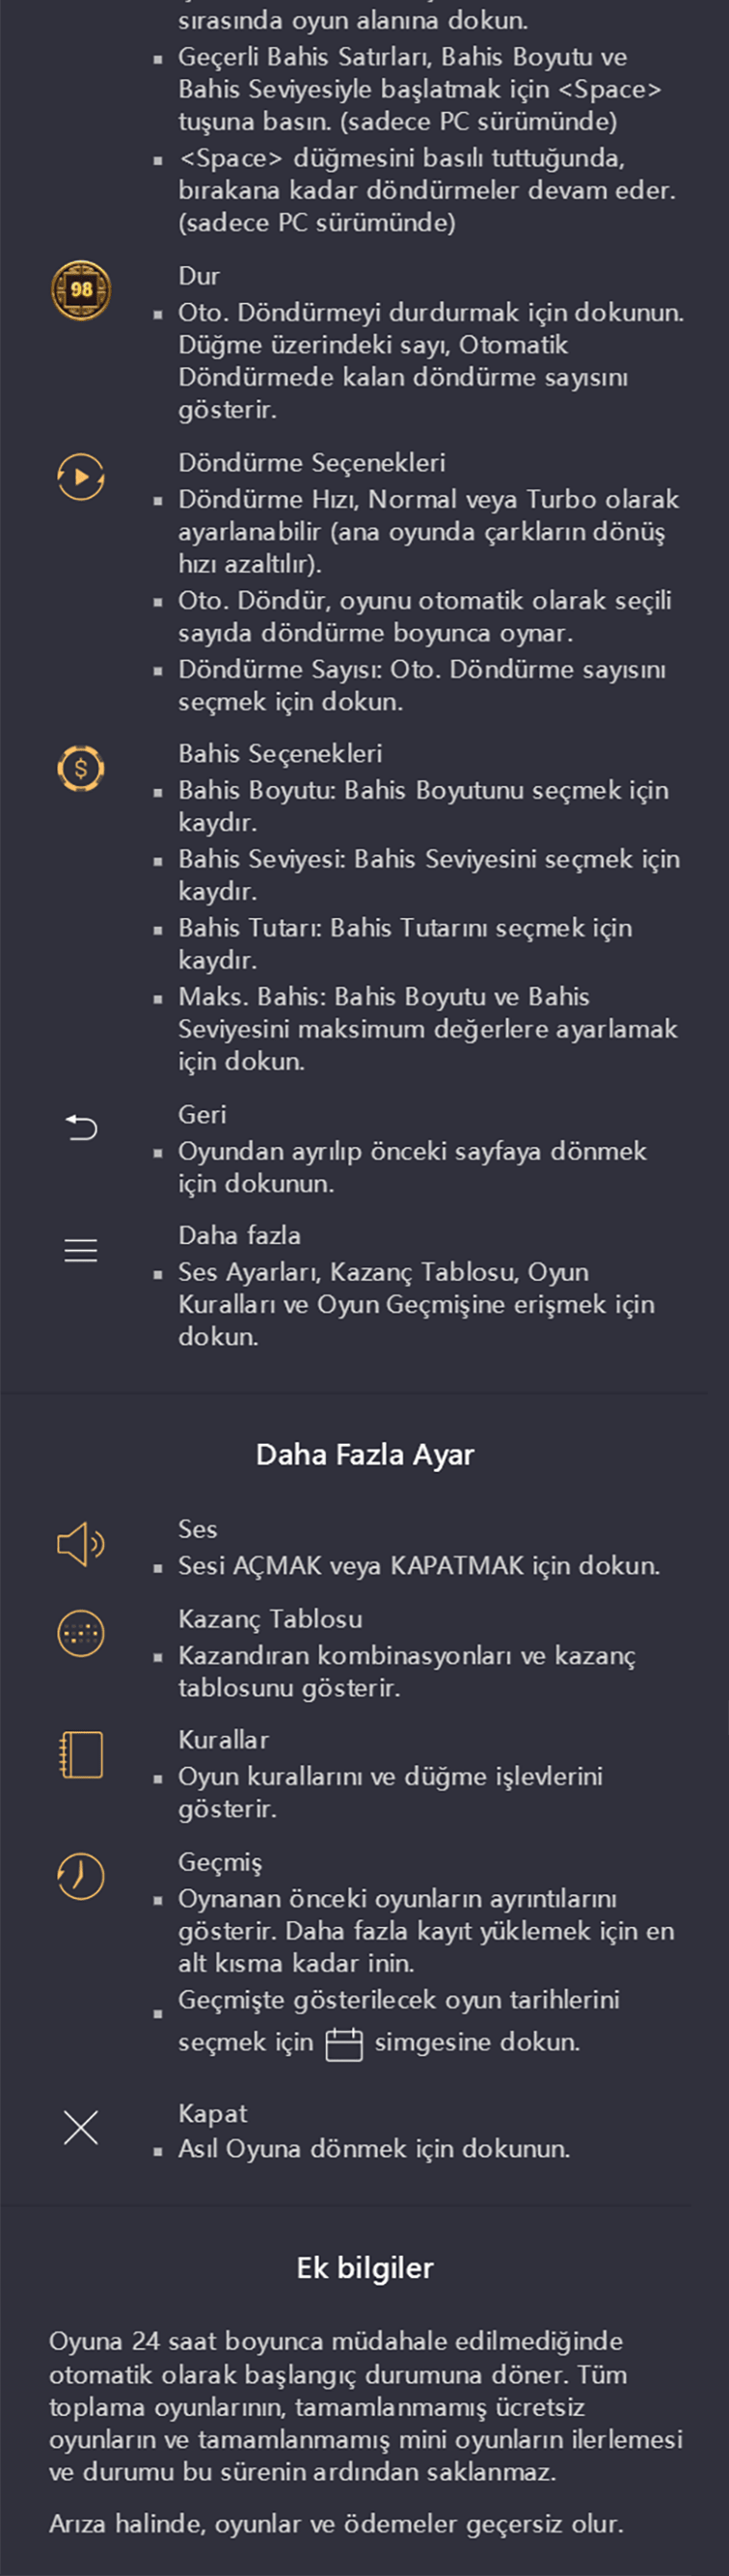 sırasında oyun alanına dokun.
▪ Geçerli Bahis Satırları, Bahis Boyutu ve
Bahis Seviyesiyle başlatmak için <Space>
tuşuna basın. (sadece PC sürümünde)
▪ <Space> düğmesini basılı tuttuğunda,
bırakana kadar döndürmeler devam eder.
(sadece PC sürümünde)
98
Dur
▪ Oto. Döndürmeyi durdurmak için dokunun.
Düğme üzerindeki sayı, Otomatik
Döndürmede kalan döndürme sayısını
gösterir.
Döndürme Seçenekleri
▪ Döndürme Hızı, Normal veya Turbo olarak
ayarlanabilir (ana oyunda çarkların dönüş
hızı azaltılır).
▪ Oto. Döndür, oyunu otomatik olarak seçili
sayıda döndürme boyunca oynar.
▪ Döndürme Sayısı: Oto. Döndürme sayısını
seçmek için dokun.
$
Bahis Seçenekleri
▪ Bahis Boyutu: Bahis Boyutunu seçmek için
kaydır.
▪ Bahis Seviyesi: Bahis Seviyesini seçmek için
kaydır.
▪ Bahis Tutarı: Bahis Tutarını seçmek için
kaydır.
▪ Maks. Bahis: Bahis Boyutu ve Bahis
Seviyesini maksimum değerlere ayarlamak
için dokun.
Geri
▪ Oyundan ayrılıp önceki sayfaya dönmek
için dokunun.
Daha fazla
▪ Ses Ayarları, Kazanç Tablosu, Oyun
Kuralları ve Oyun Geçmişine erişmek için
dokun.
Daha Fazla Ayar
Ses
▪ Sesi AÇMAK veya KAPATMAK için dokun.
Kazanç Tablosu
▪ Kazandıran kombinasyonları ve kazanç
tablosunu gösterir.
Kurallar
▪ Oyun kurallarını ve düğme işlevlerini
gösterir.
Geçmiş
▪ Oynanan önceki oyunların ayrıntılarını
gösterir. Daha fazla kayıt yüklemek için en
alt kısma kadar inin.
▪ Geçmişte gösterilecek oyun tarihlerini
seçmek için simgesine dokun.
Kapat
▪ Asıl Oyuna dönmek için dokunun.
Ek bilgiler
Oyuna 24 saat boyunca müdahale edilmediğinde
otomatik olarak başlangıç durumuna döner. Tüm
toplama oyunlarının, tamamlanmamış ücretsiz
oyunların ve tamamlanmamış mini oyunların ilerlemesi
ve durumu bu sürenin ardından saklanmaz.
Arıza halinde, oyunlar ve ödemeler geçersiz olur.